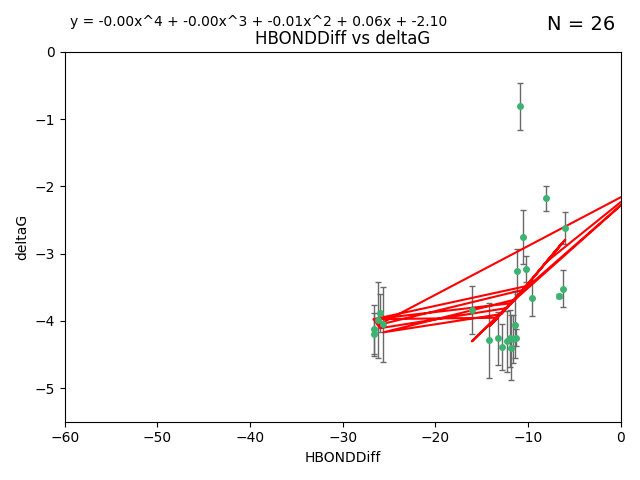 y = -0.00x^4 + -0.00x^3 + -0.01x^2 + 0.06x + -2.10
N = 26
HBONDDiff vs deltaG
0
−1
−2
−3
−4
−5
deltaG
−60 −50 −40 −30 −20 −10 0
HBONDDiff